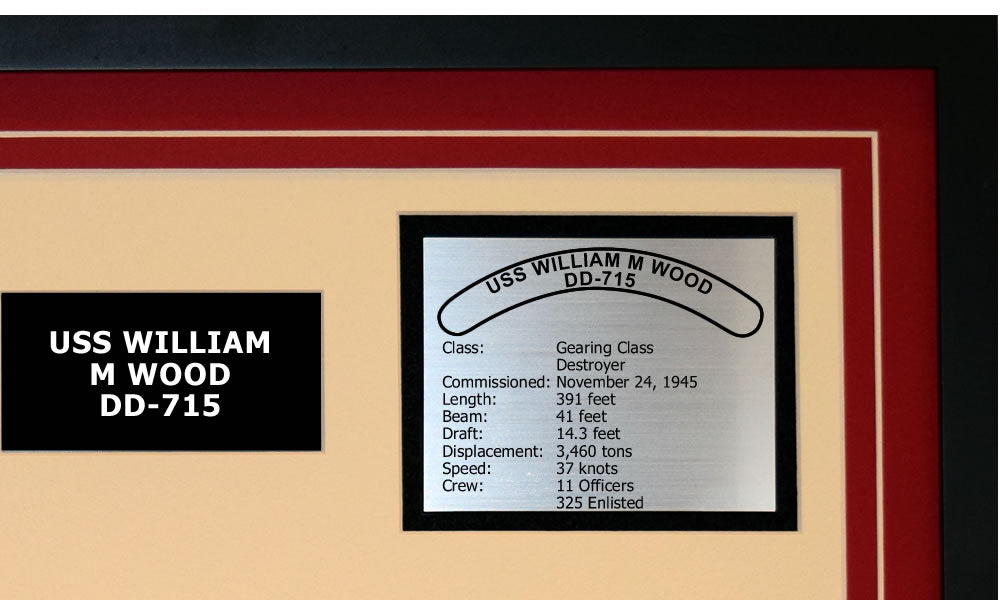 USS WILLIAM
M WOOD
DD-715
USS WILLIAM M WOOD
DD-715
Class: Gearing Class
Destroyer
Commissioned: November 24, 1945
Length: 391 feet
Beam: 41 feet
Draft: 14.3 feet
Displacement: 3,460 tons
Speed: 37 knots
Crew: 11 Officers
325 Enlisted